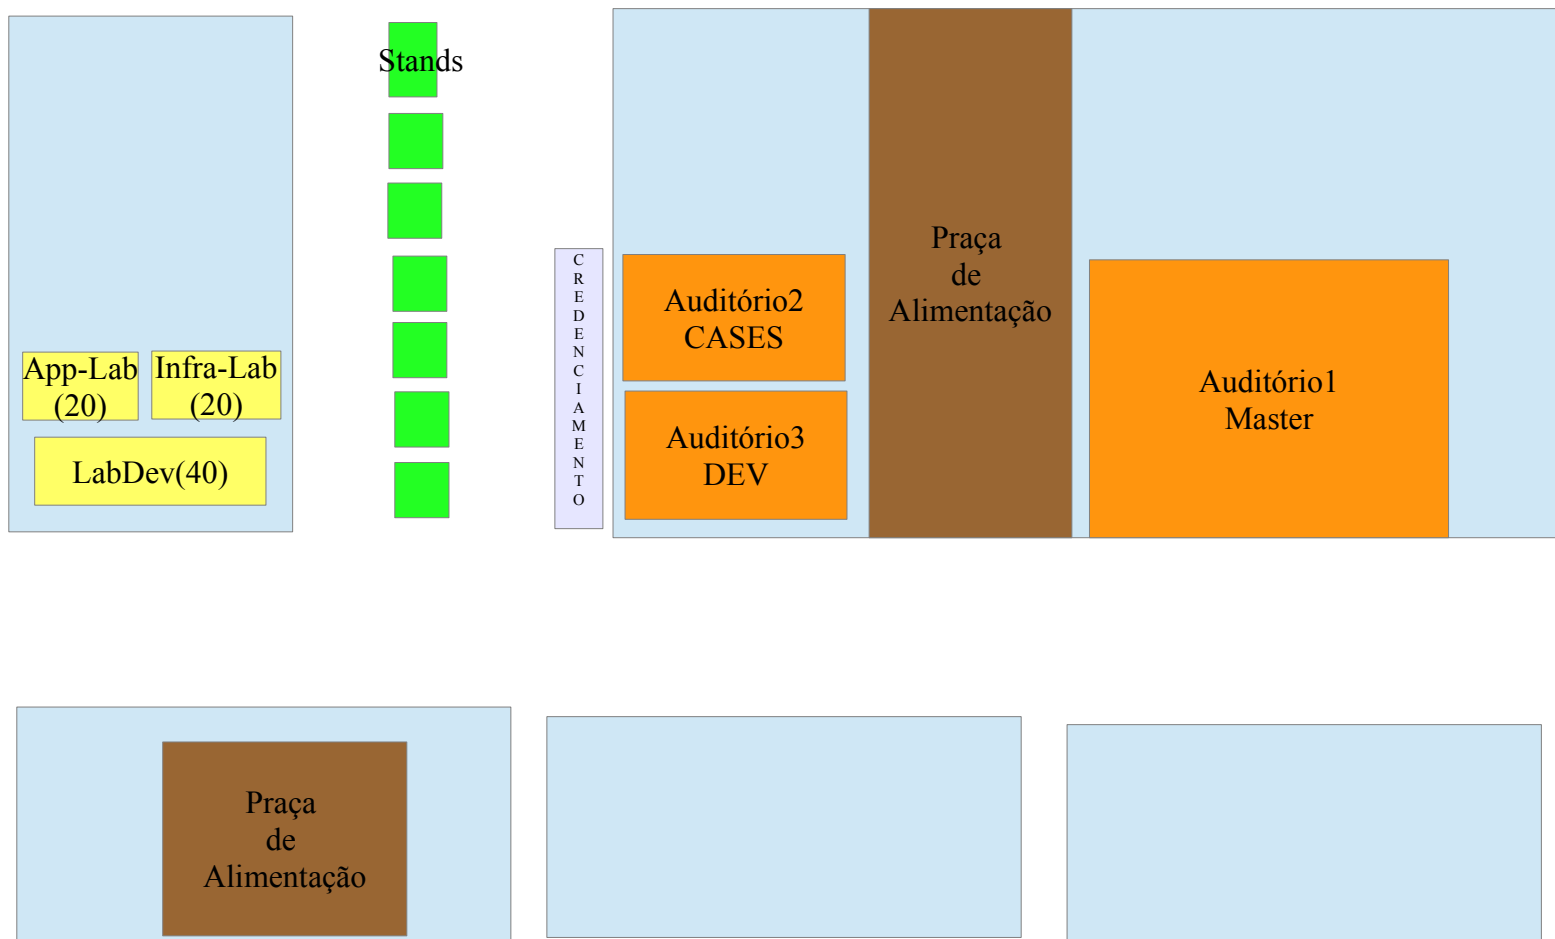 Stands
App-Lab
(20)
Infra-Lab
(20)
LabDev(40)
CREDENCIAMENTO
Auditório2
CASES
Auditório3
DEV
Praça
de
Alimentação
Auditório1
Master
Praça
de
Alimentação